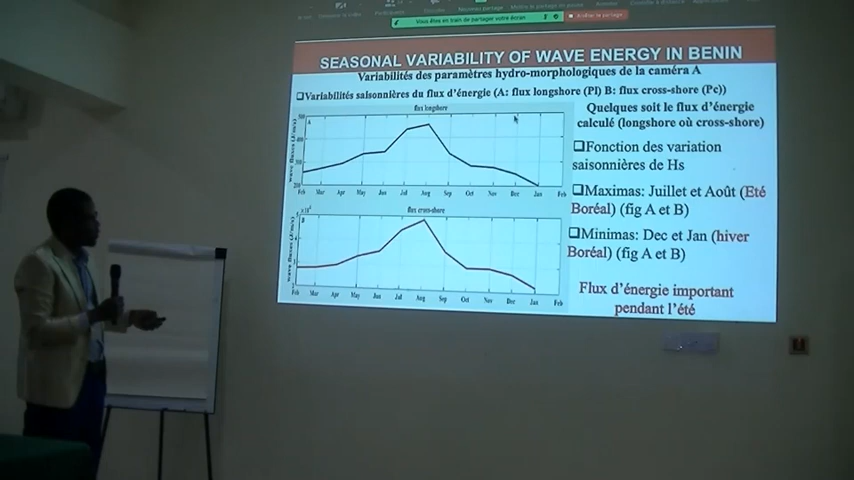 Vous êtes en train de partager votre écran
Arrêter le partage
SEASONAL VARIABILITY OF WAVE ENERGY IN BENIN
Variabilités des paramètres hydro-morphologiques de la caméra A
❑Variabilités saisonnières du flux d'énergie (A: flux longshore (Pl) B: flux cross-shore (Pc))
flux longshore
A
Feb Mar Apr May Jun Jul Aug Sep Oct Nov Dec Jan Feb
flux cross-shore
B
Feb Mar Apr May Jun Jul Aug Sep Oct Nov Dec Jan Feb
Quelques soit le flux d'énergie
calculé (longshore où cross-shore)
❑Fonction des variation
saisonnières de Hs
❑Maximas: Juillet et Août (Eté
Boréal) (fig A et B)
❑Minimas: Dec et Jan (hiver
Boréal) (fig A et B)
Flux d'énergie important
pendant l'été